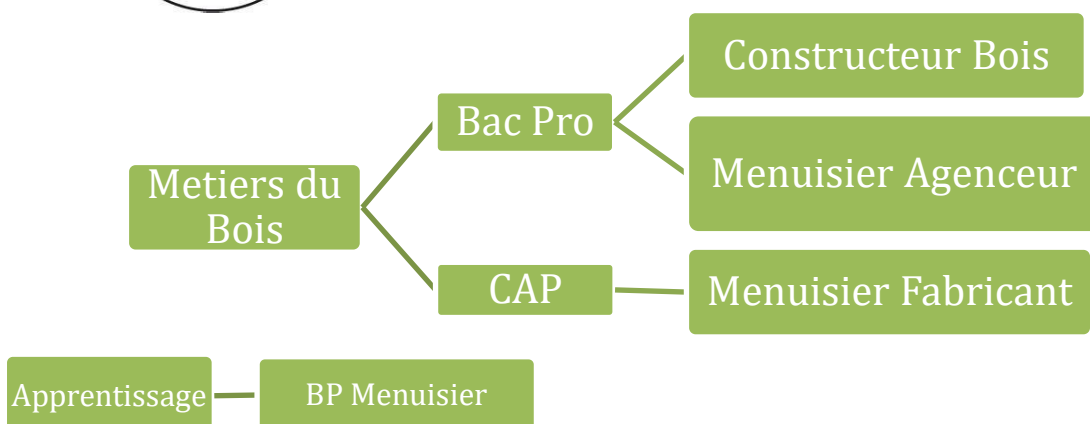 Constructeur Bois
Bac Pro
Menuisier Agenceur
Metiers du
Bois
CAP
Menuisier Fabricant
Apprentissage
BP Menuisier